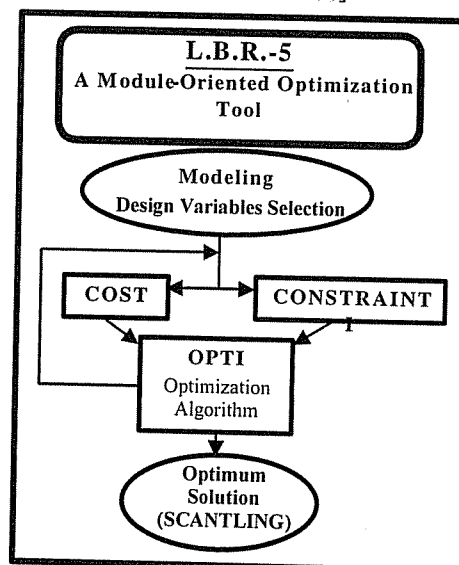 L.B.R.-5
A Module-Oriented Optimization
Tool
Modeling
Design Variables Selection
COST
CONSTRAINT
OPTI
Optimization
Algorithm
Optimum
Solution
(SCANTLING)